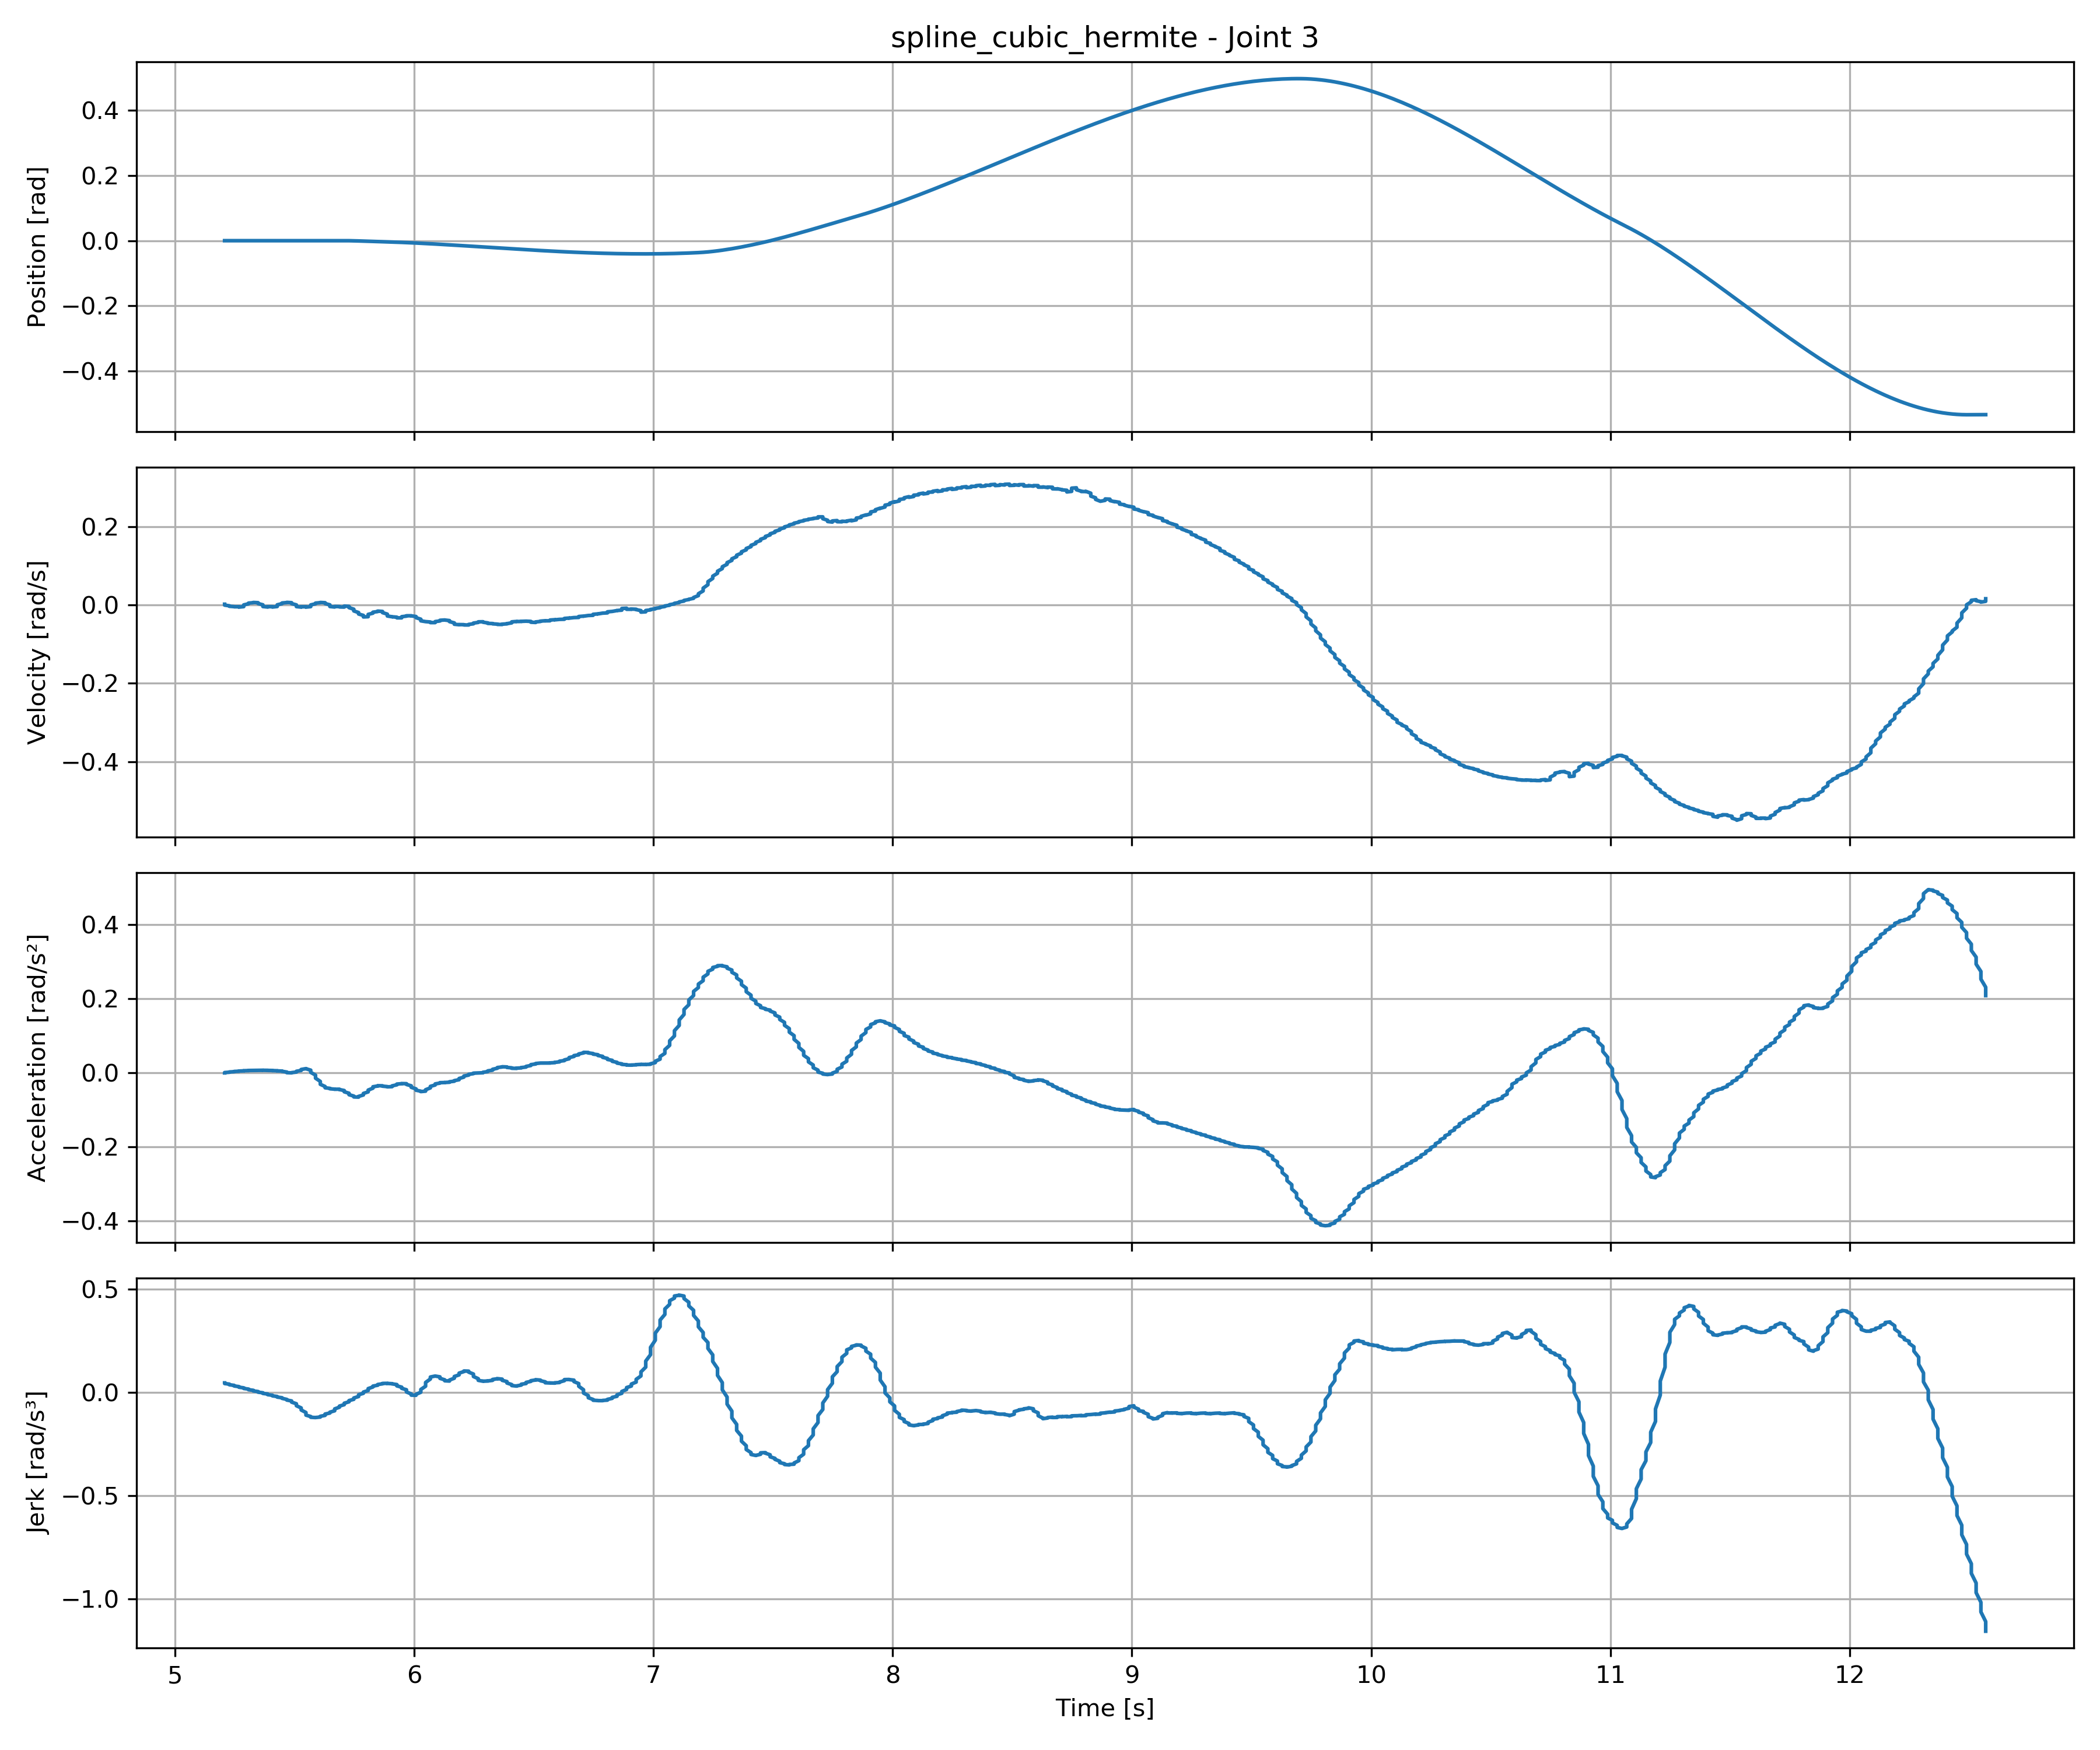 spline_cubic_hermite - Joint 3
Position [rad]
0.4
0.2
0.0
−0.2
−0.4
Velocity [rad/s]
0.2
0.0
−0.2
−0.4
Acceleration [rad/s²]
0.4
0.2
0.0
−0.2
−0.4
Jerk [rad/s³]
0.5
0.0
−0.5
−1.0
5 6 7 8 9 10 11 12
Time [s]